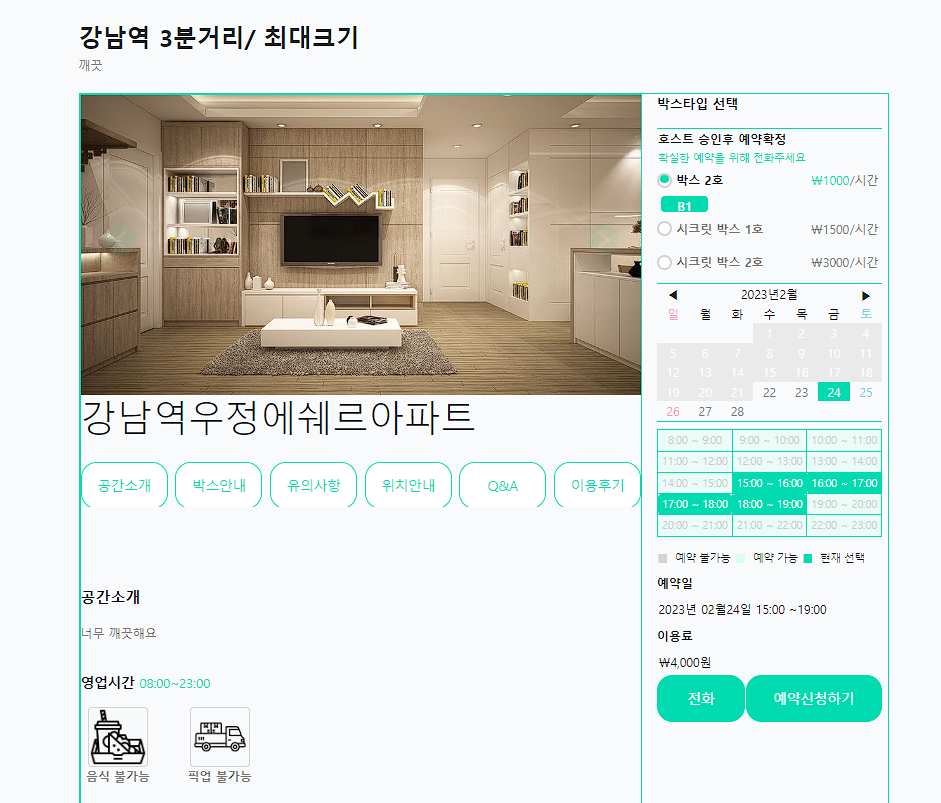 강남역 3분거리/ 최대크기
깨끗
강남역우정에쉐르아파트
공간소개 박스안내 유의사항 위치안내 Q&A 이용후기
공간소개
너무 깨끗해요
영업시간 08:00~23:00
음식 불가능 픽업 불가능
박스타입 선택
호스트 승인후 예약확정
확실한 예약을 위해 전화주세요
박스 2호 ₩1000/시간
B1
시크릿 박스 1호 ₩1500/시간
시크릿 박스 2호 ₩3000/시간
◀ 2023년2월 ▶
일 월 화 수 목 금 토
1 2 3 4
5 6 7 8 9 10 11
12 13 14 15 16 17 18
19 20 21 22 23 24 25
26 27 28
8:00 ~ 9:00 9:00 ~ 10:00 10:00 ~ 11:00
11:00 ~ 12:00 12:00 ~ 13:00 13:00 ~ 14:00
14:00 ~ 15:00 15:00 ~ 16:00 16:00 ~ 17:00
17:00 ~ 18:00 18:00 ~ 19:00 19:00 ~ 20:00
20:00 ~ 21:00 21:00 ~ 22:00 22:00 ~ 23:00
예약 불가능 예약 가능 현재 선택
예약일
2023년 02월24일 15:00 ~19:00
이용료
₩4,000원
전화 예약신청하기